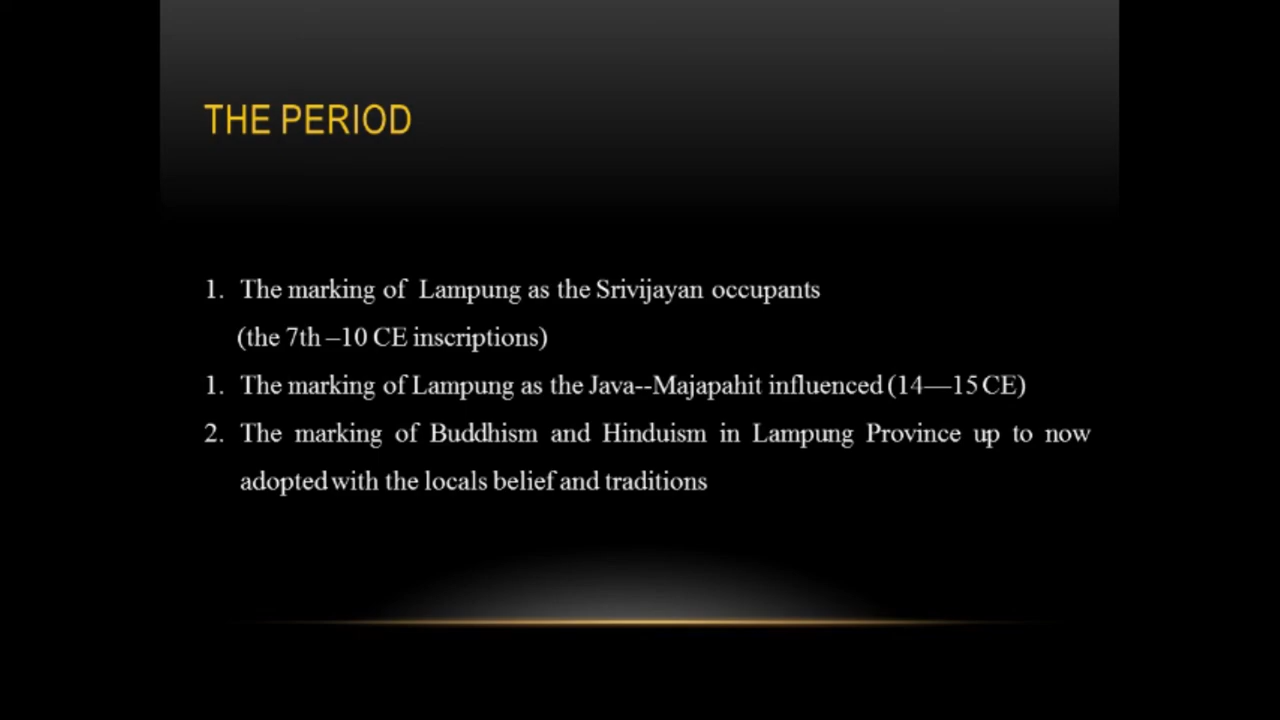 THE PERIOD
1. The marking of Lampung as the Srivijayan occupants
(the 7th –10 CE inscriptions)
1. The marking of Lampung as the Java--Majapahit influenced (14—15 CE)
2. The marking of Buddhism and Hinduism in Lampung Province up to now
adopted with the locals belief and traditions